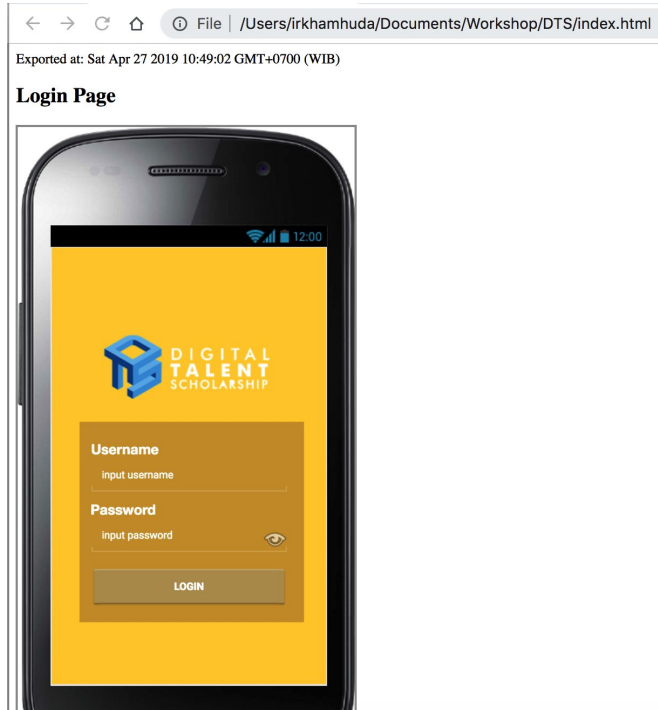 File | /Users/irkhamhuda/Documents/Workshop/DTS/index.html
Exported at: Sat Apr 27 2019 10:49:02 GMT+0700 (WIB)
Login Page
12:00
DTS
DIGITAL
TALENT
SCHOLARSHIP
Username
input username
Password
input password
LOGIN